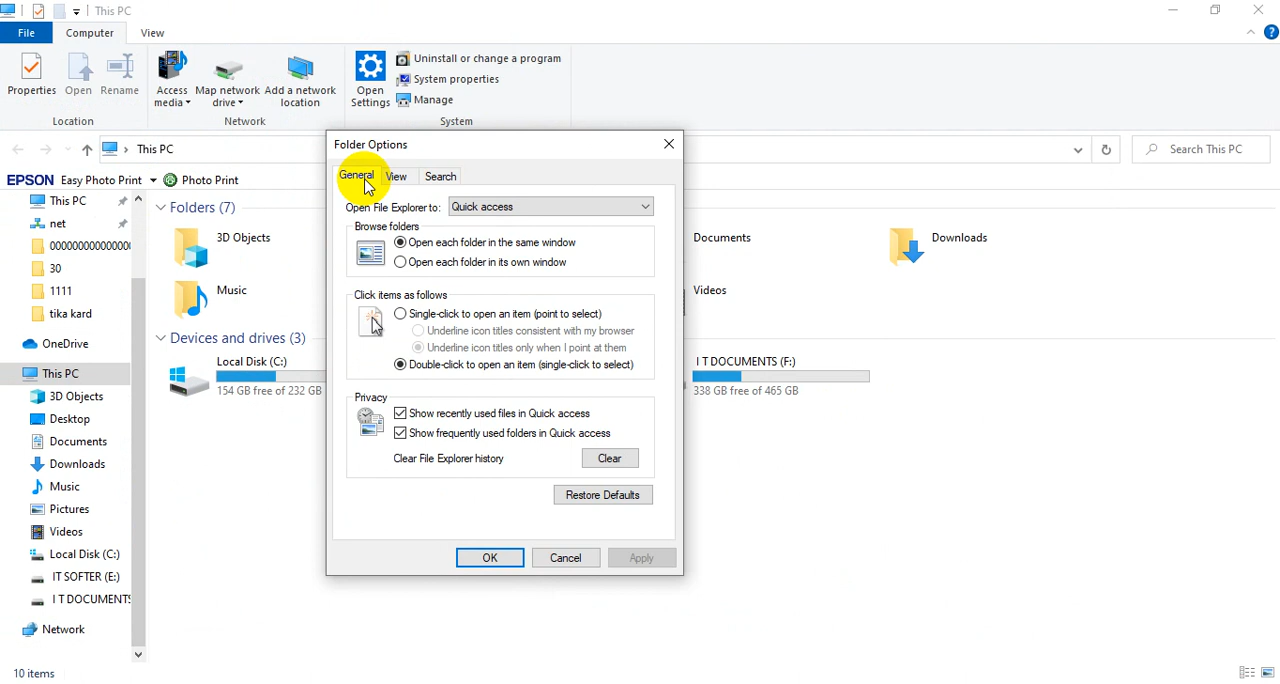 This PC
File
Computer
View
Properties
Open
Rename
Access media
Map network drive
Add a network location
Open Settings
Uninstall or change a program
System properties
Manage
Location
Network
System
This PC
Search This PC
EPSON Easy Photo Print
Photo Print
This PC
net
30
1111
tika kard
OneDrive
This PC
3D Objects
Desktop
Documents
Downloads
Music
Pictures
Videos
Local Disk (C:)
IT SOFTER (E:)
I T DOCUMENTS
Network
Folders (7)
3D Objects
Documents
Downloads
Music
Videos
Devices and drives (3)
Local Disk (C:)
154 GB free of 232 GB
I T DOCUMENTS (F:)
338 GB free of 465 GB
Folder Options
General
View
Search
Open File Explorer to:
Quick access
Browse folders
Open each folder in the same window
Open each folder in its own window
Click items as follows
Single-click to open an item (point to select)
Underline icon titles consistent with my browser
Underline icon titles only when I point at them
Double-click to open an item (single-click to select)
Privacy
Show recently used files in Quick access
Show frequently used folders in Quick access
Clear File Explorer history
Clear
Restore Defaults
OK
Cancel
Apply
10 items